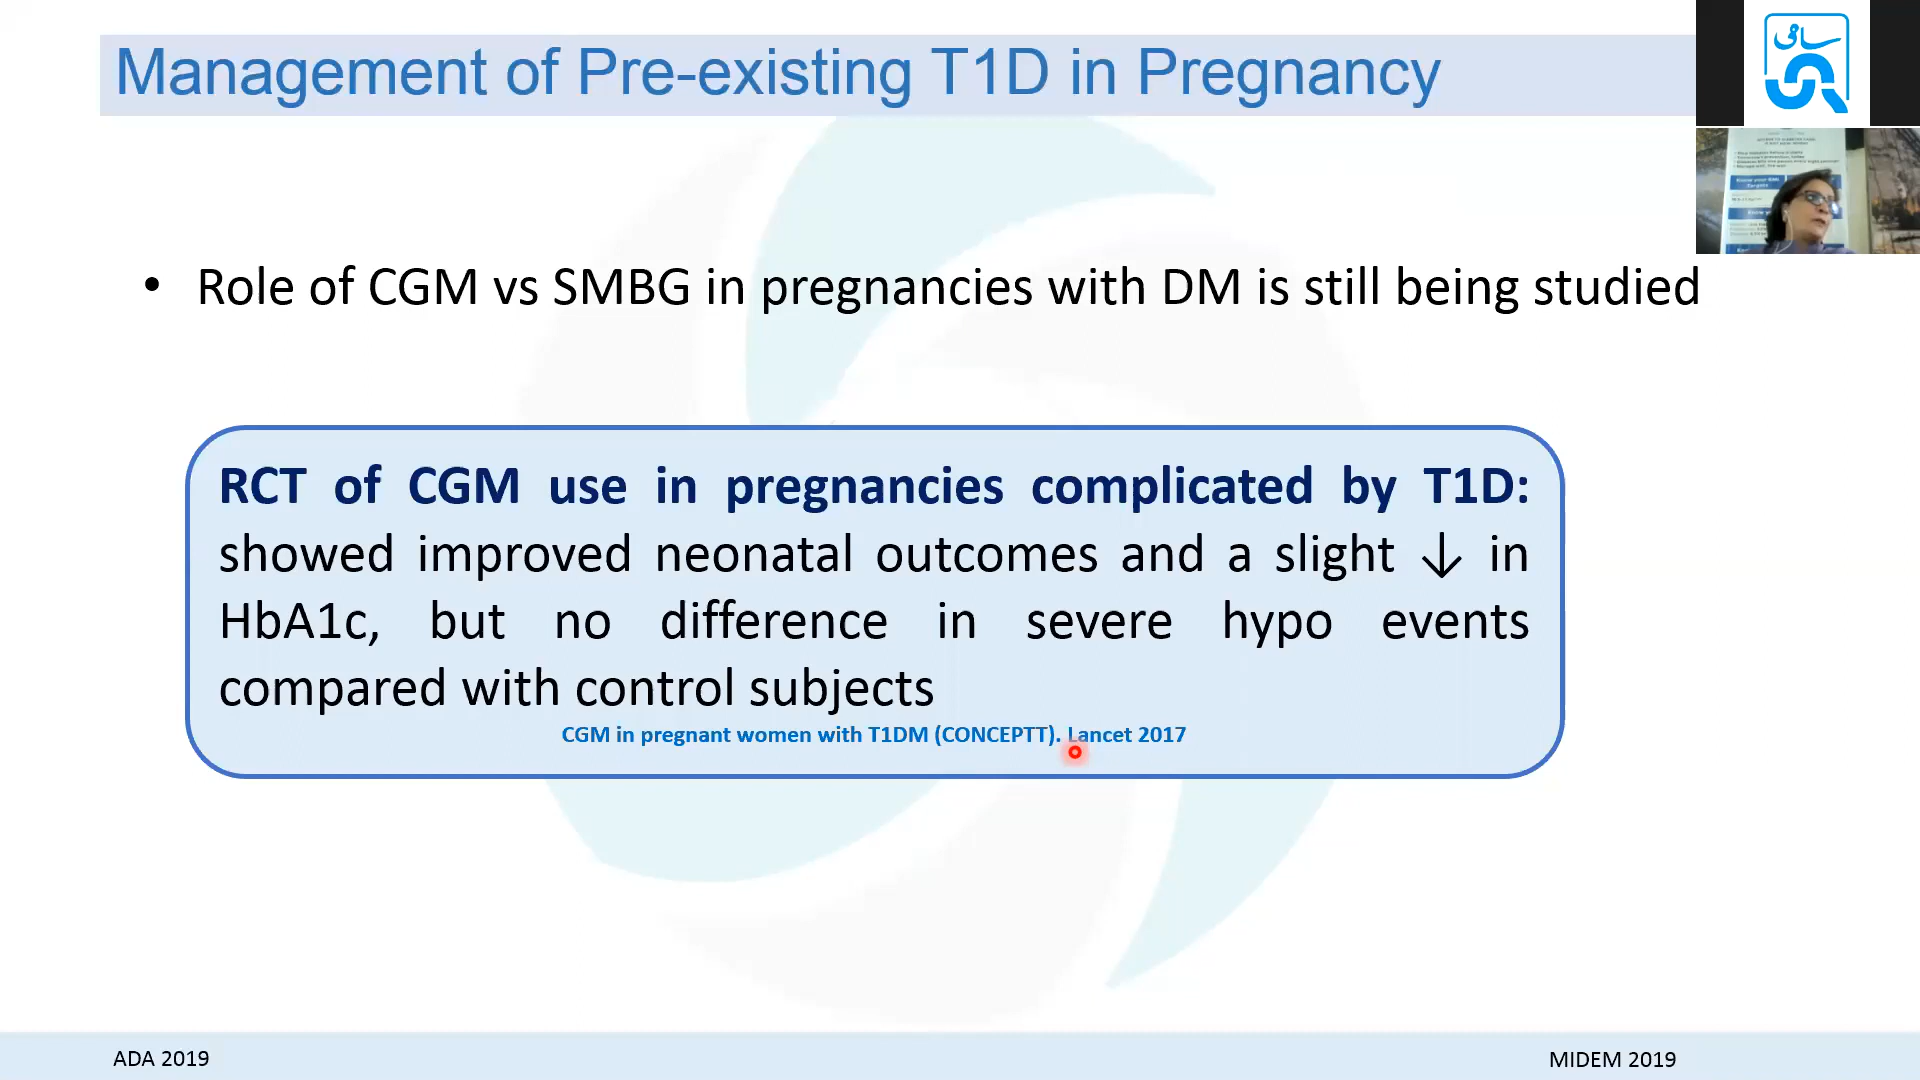 Management of Pre-existing T1D in Pregnancy
• Role of CGM vs SMBG in pregnancies with DM is still being studied
RCT of CGM use in pregnancies complicated by T1D:
showed improved neonatal outcomes and a slight ↓ in
HbA1c, but no difference in severe hypo events
compared with control subjects
CGM in pregnant women with T1DM (CONCEPTT). Lancet 2017
ADA 2019
MIDEM 2019